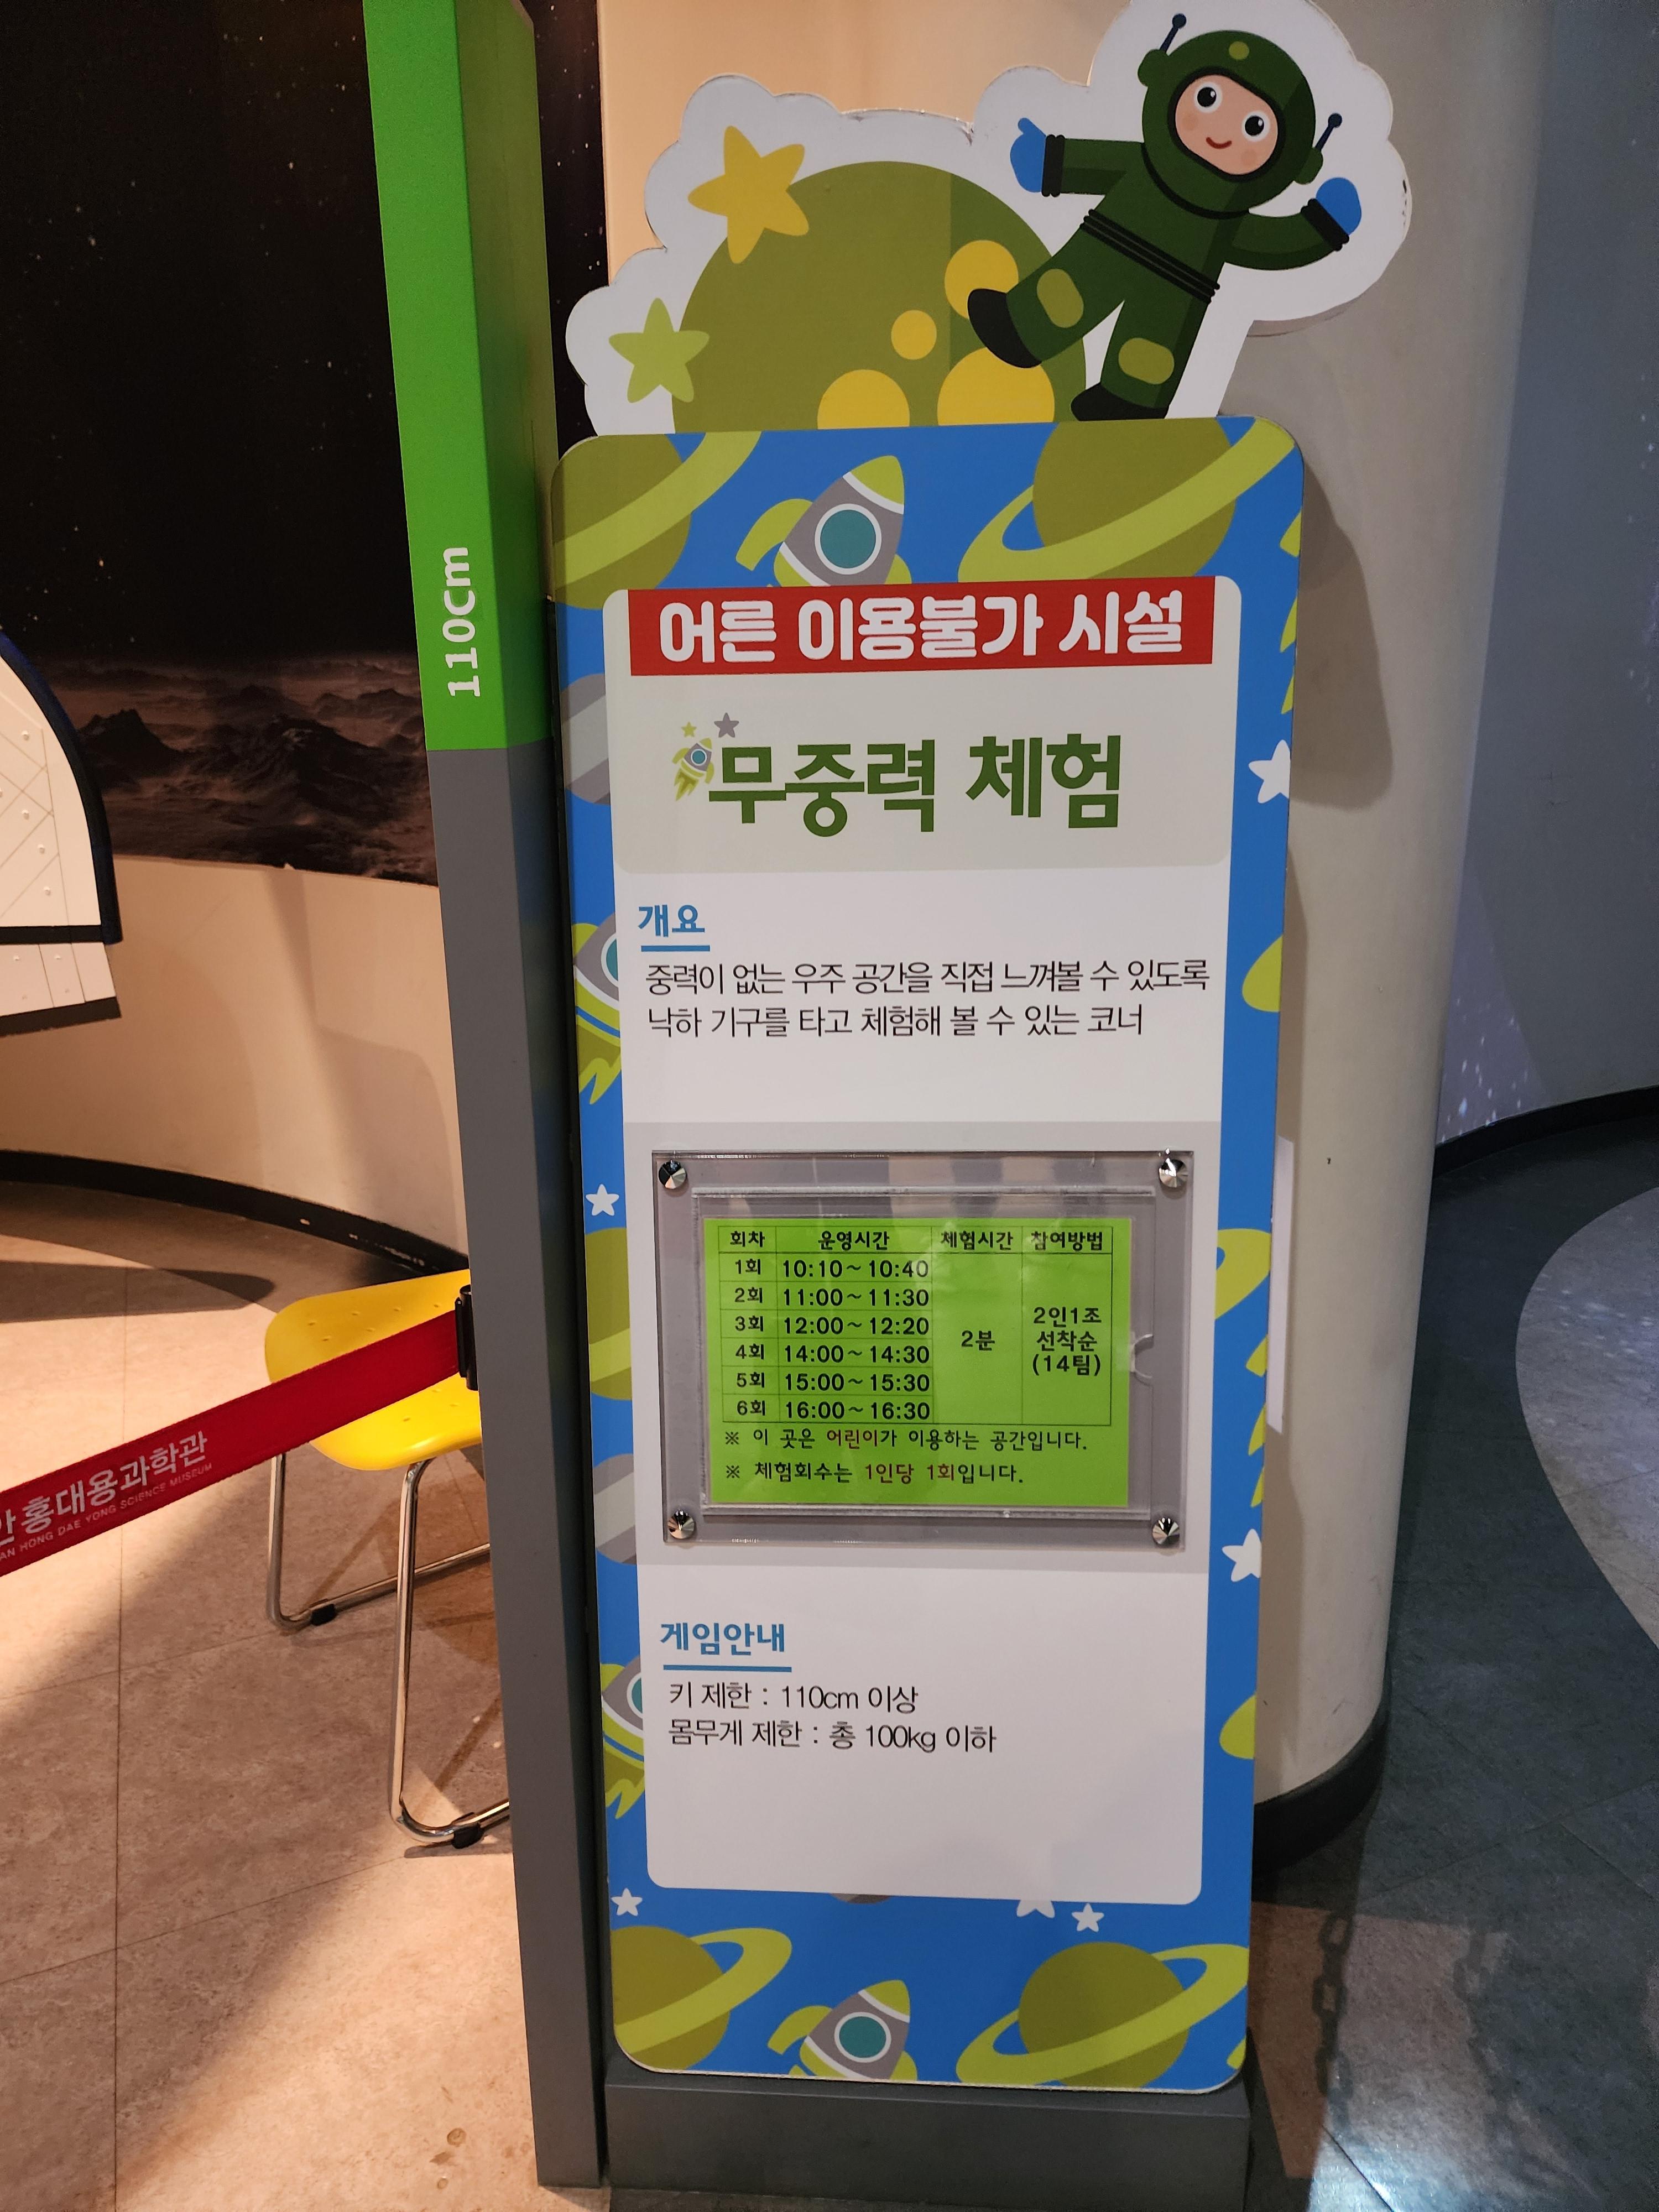 110Cm
어른 이용불가 시설
무중력 체험
개요
중력이 없는 우주 공간을 직접 느껴볼 수 있도록
낙하 기구를 타고 체험해 볼 수 있는 코너
회차 운영시간 체험시간 참여방법
1회 10:10~10:40
2회 11:00~11:30
3회 12:00~12:20
4회 14:00~14:30
5회 15:00~15:30
6회 16:00~16:30
2분
2인1조
선착순
(14팀)
※ 이 곳은 어린이가 이용하는 공간입니다.
※ 체험회수는 1인당 1회입니다.
게임안내
키 제한 : 110cm 이상
몸무게 제한 : 총 100kg 이하
안홍대용과학관
AN HONG DAE YONG SCIENCE MUSEUM